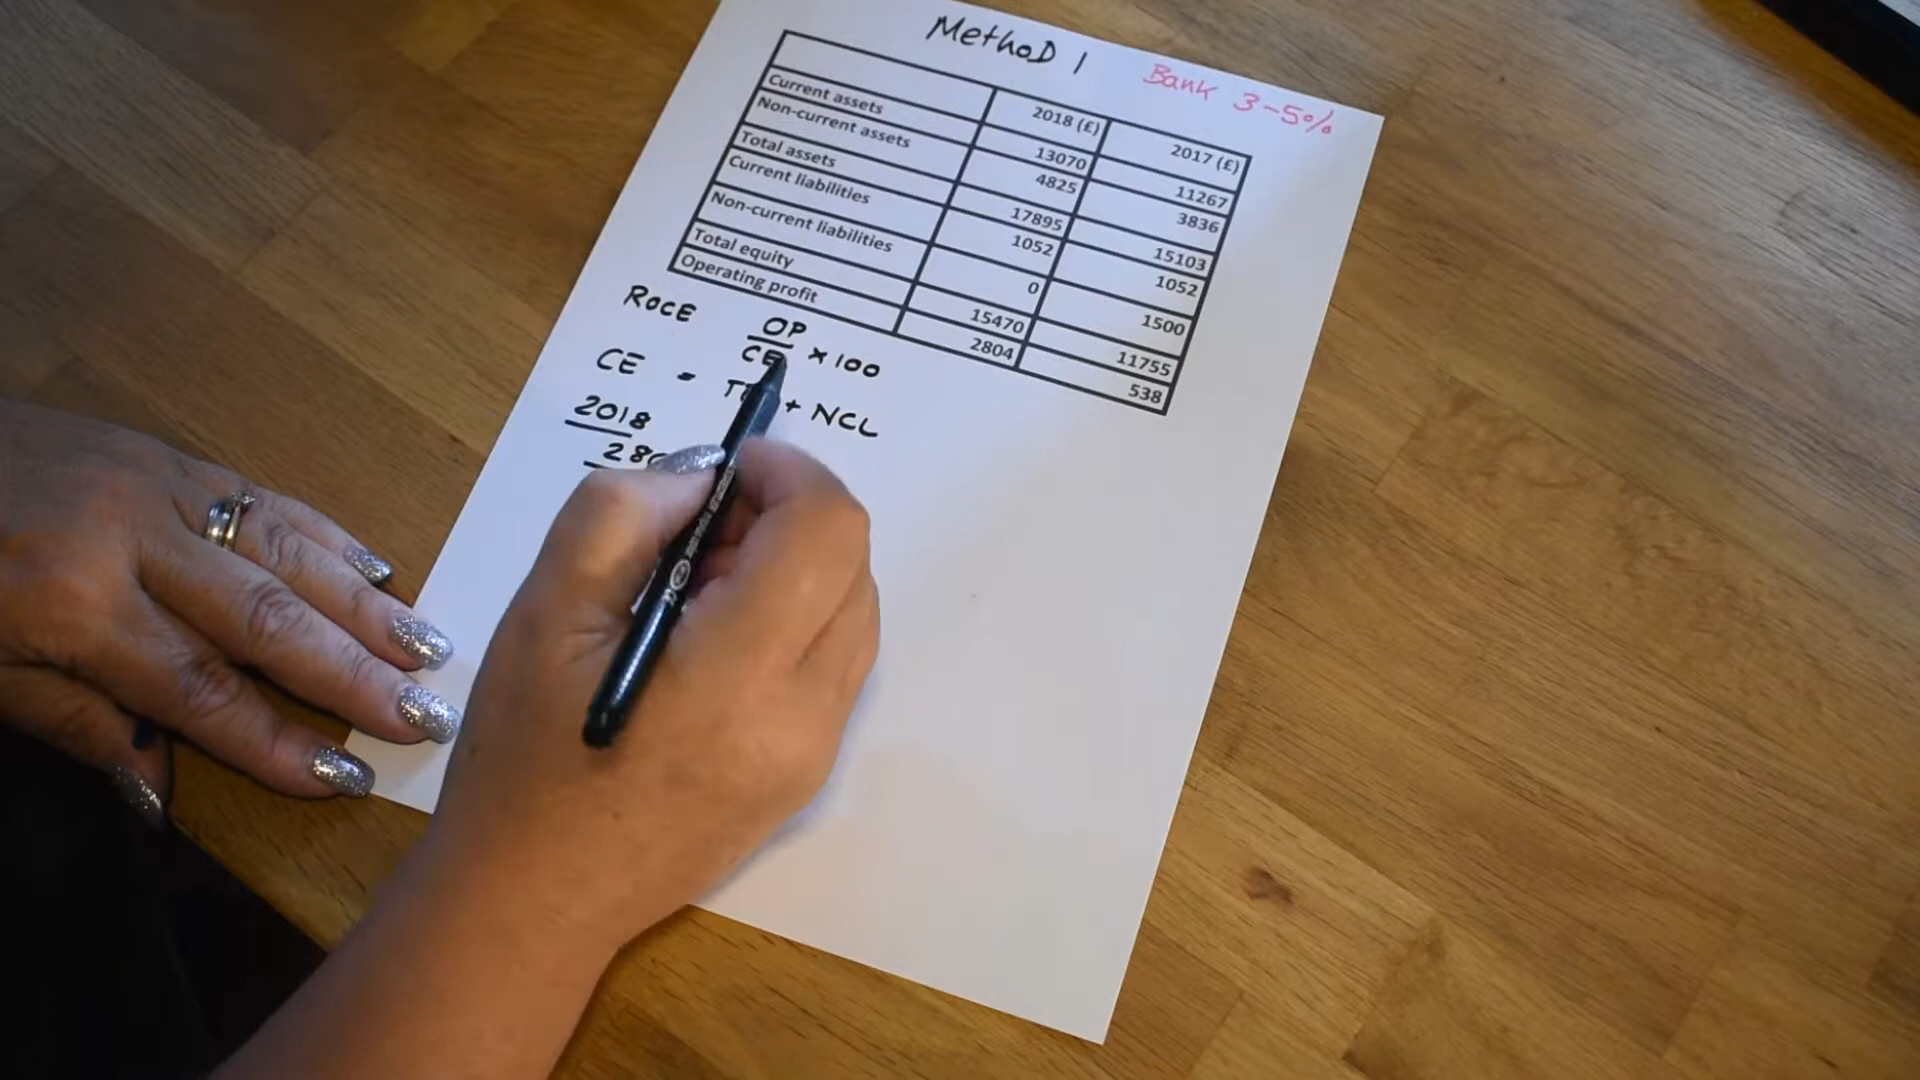 MethoD 1
Bank 3-5%
2018 (£) 2017 (£)
Current assets 13070 11267
Non-current assets 4825 3836
Total assets 17895 15103
Current liabilities 1052 1052
Non-current liabilities 0 1500
Total equity 15470 11755
Operating profit 2804 538
ROCE OP
CE × 100
CE = + NCL
2018